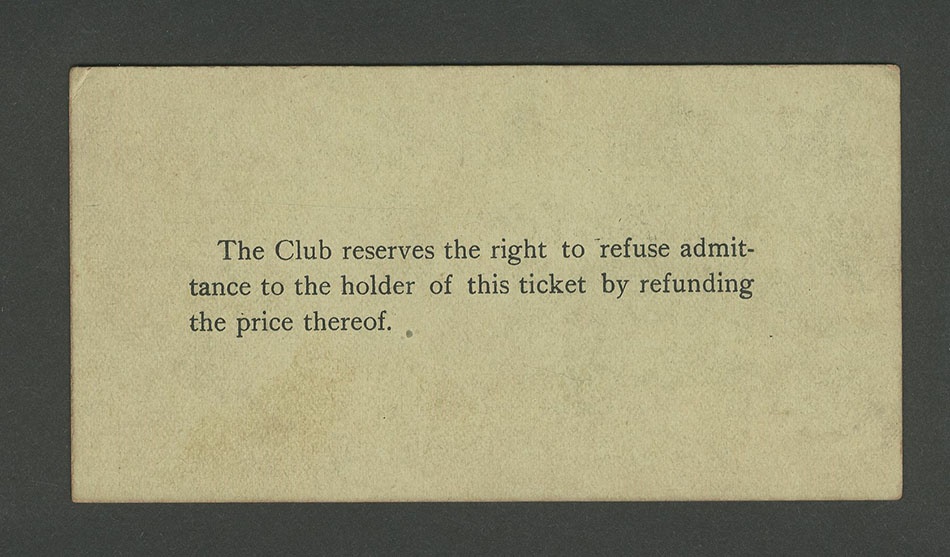 The Club reserves the right to refuse admit-
tance to the holder of this ticket by refunding
the price thereof.